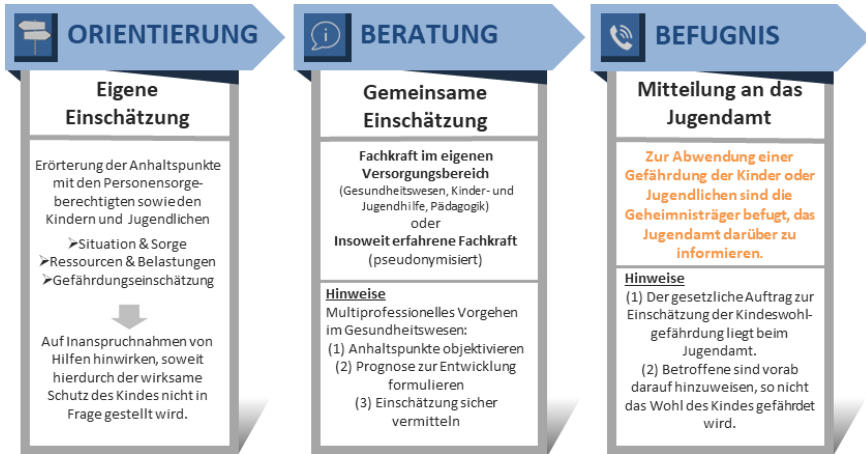 ORIENTIERUNG
Eigene
Einschätzung
Erörterung der Anhaltspunkte
mit den Personensorge-
berechtigten sowie den
Kindern und Jugendlichen
➢Situation & Sorge
➢Ressourcen & Belastungen
➢Gefährdungseinschätzung
Auf Inanspruchnahmen von
Hilfen hinwirken, soweit
hierdurch der wirksame
Schutz des Kindes nicht in
Frage gestellt wird.
BERATUNG
Gemeinsame
Einschätzung
Fachkraft im eigenen
Versorgungsbereich
(Gesundheitswesen, Kinder- und
Jugendhilfe, Pädagogik)
oder
Insoweit erfahrene Fachkraft
(pseudonymisiert)
Hinweise
Multiprofessionelles Vorgehen
im Gesundheitswesen:
(1) Anhaltspunkte objektivieren
(2) Prognose zur Entwicklung
formulieren
(3) Einschätzung sicher
vermitteln
BEFUGNIS
Mitteilung an das
Jugendamt
Zur Abwendung einer
Gefährdung der Kinder oder
Jugendlichen sind die
Geheimnisträger befugt, das
Jugendamt darüber zu
informieren.
Hinweise
(1) Der gesetzliche Auftrag zur
Einschätzung der Kindeswohl-
gefährdung liegt beim
Jugendamt.
(2) Betroffene sind vorab
darauf hinzuweisen, so nicht
das Wohl des Kindes gefährdet
wird.